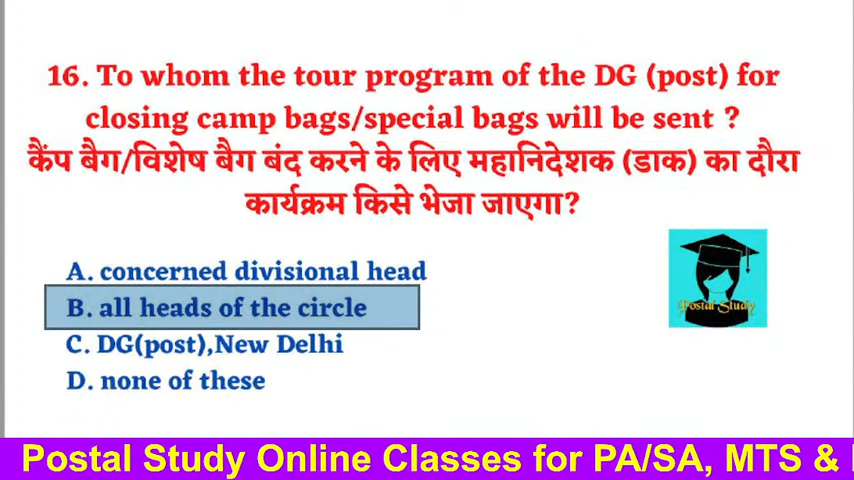 16. To whom the tour program of the DG (post) for
closing camp bags/special bags will be sent ?
कैंप बैग/विशेष बैग बंद करने के लिए महानिदेशक (डाक) का दौरा
कार्यक्रम किसे भेजा जाएगा?
A. concerned divisional head
B. all heads of the circle
C. DG(post),New Delhi
D. none of these
Postal Study
Postal Study Online Classes for PA/SA, MTS &